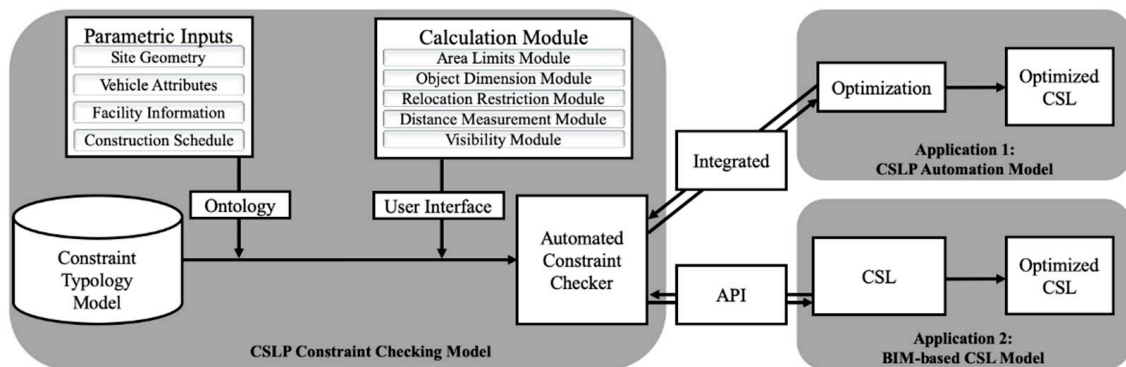 Parametric Inputs
Site Geometry
Vehicle Attributes
Facility Information
Construction Schedule
Calculation Module
Area Limits Module
Object Dimension Module
Relocation Restriction Module
Distance Measurement Module
Visibility Module
Ontology
User Interface
Constraint
Typology
Model
Automated
Constraint
Checker
CSLP Constraint Checking Model
Integrated
API
Optimization
Optimized
CSL
Application 1:
CSLP Automation Model
CSL
Optimized
CSL
Application 2:
BIM-based CSL Model